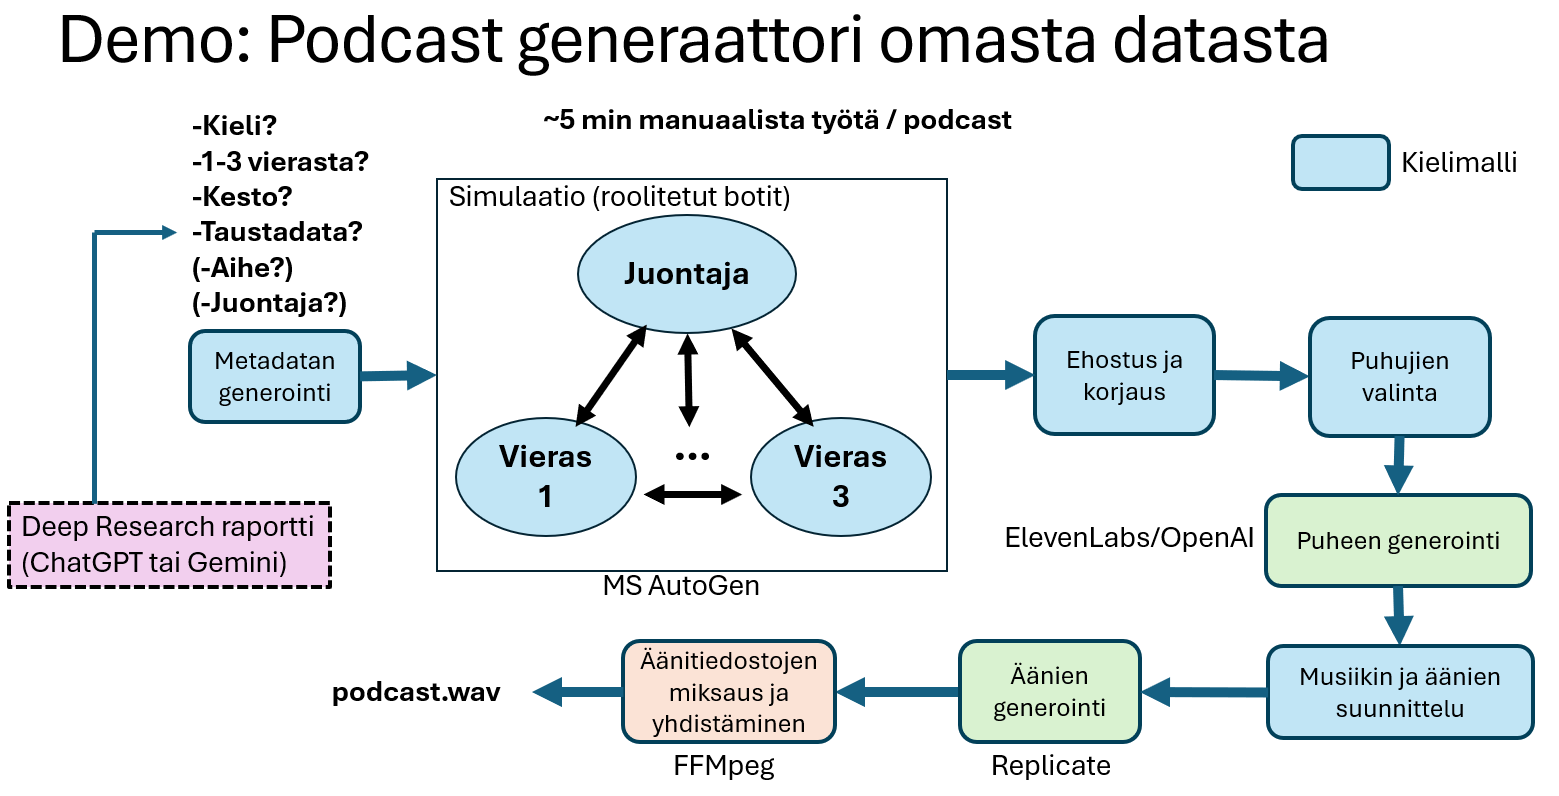 Demo: Podcast generaattori omasta datasta
~5 min manuaalista työtä / podcast
-Kieli?
-1-3 vierasta?
-Kesto?
-Taustadata?
(-Aihe?)
(-Juontaja?)
Kielimalli
Metadatan
generointi
Deep Research raportti
(ChatGPT tai Gemini)
Simulaatio (roolitetut botit)
Juontaja
Vieras
1
...
Vieras
3
MS AutoGen
Ehostus ja
korjaus
Puhujien
valinta
ElevenLabs/OpenAI
Puheen generointi
Musiikin ja äänien
suunnittelu
Äänien
generointi
Replicate
Äänitiedostojen
miksaus ja
yhdistäminen
FFMpeg
podcast.wav